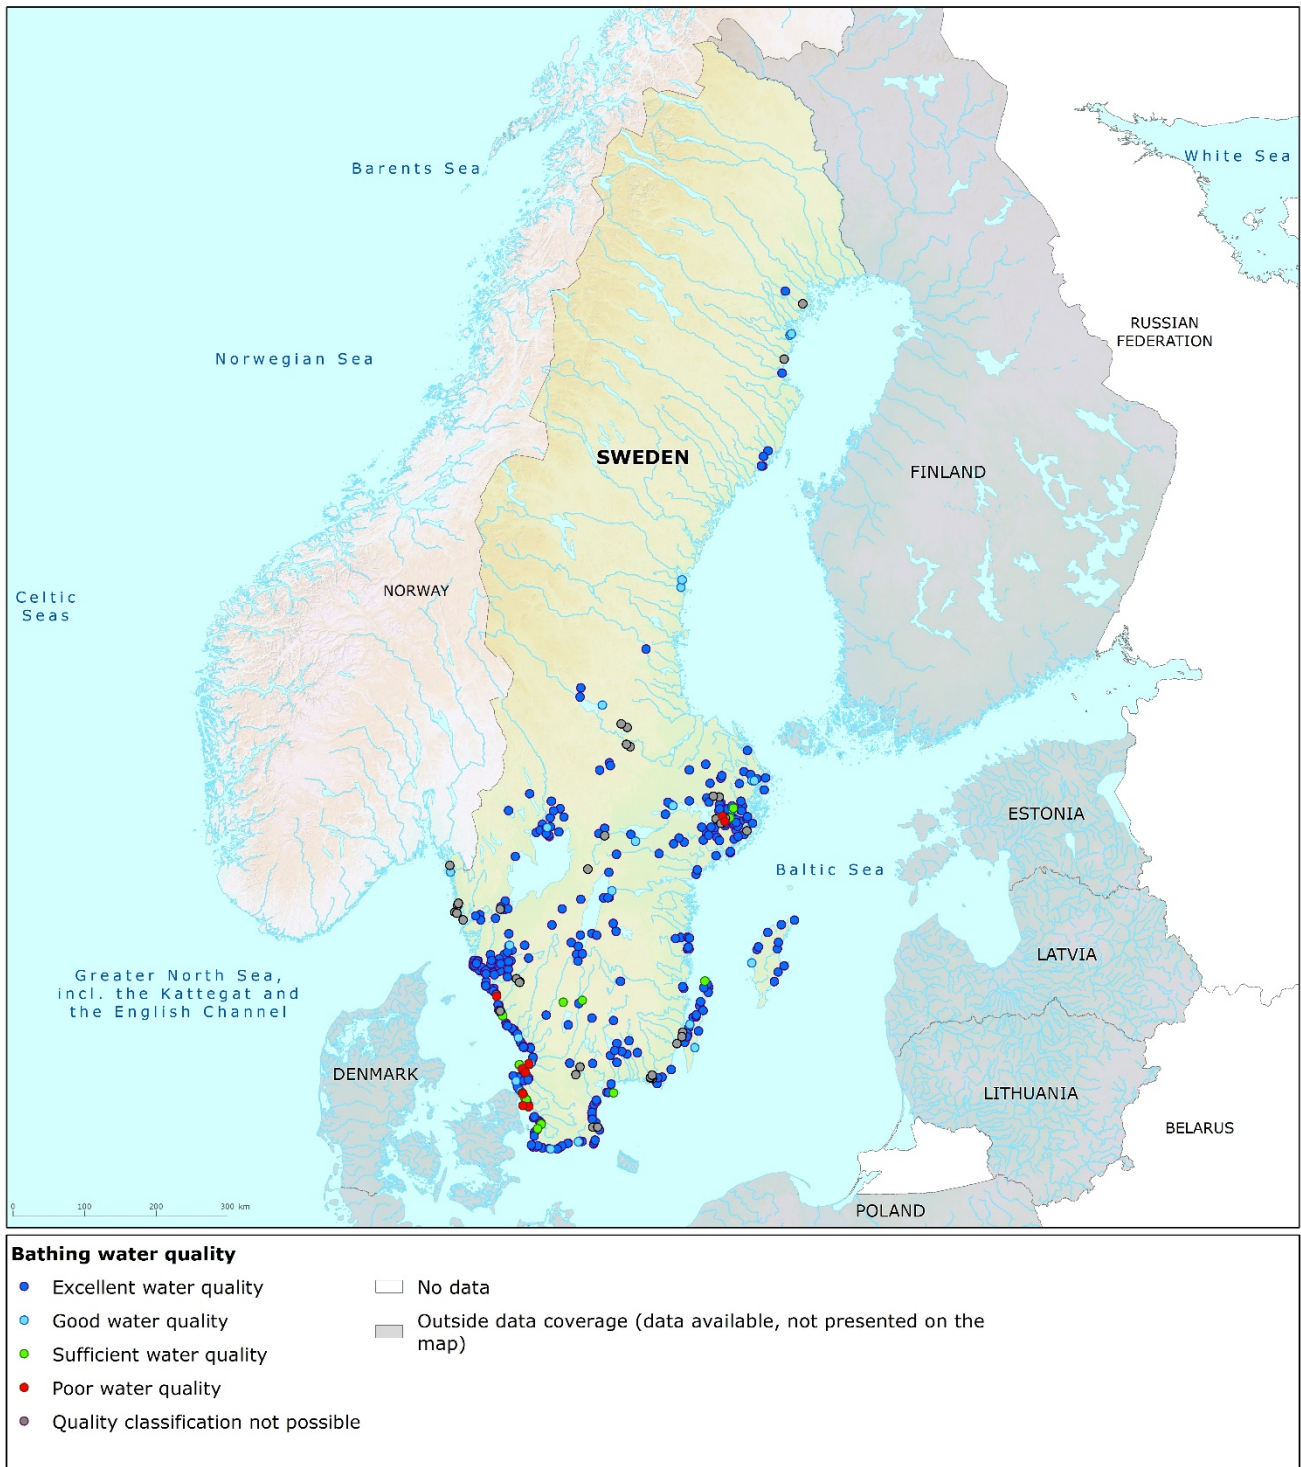 Barents Sea
White Sea
RUSSIAN
FEDERATION
Norwegian Sea
SWEDEN
FINLAND
NORWAY
Celtic
Seas
ESTONIA
Baltic Sea
LATVIA
Greater North Sea,
incl. the Kattegat and
the English Channel
DENMARK
LITHUANIA
BELARUS
POLAND
0 100 200 300 km
Bathing water quality
Excellent water quality
Good water quality
Sufficient water quality
Poor water quality
Quality classification not possible
No data
Outside data coverage (data available, not presented on the
map)